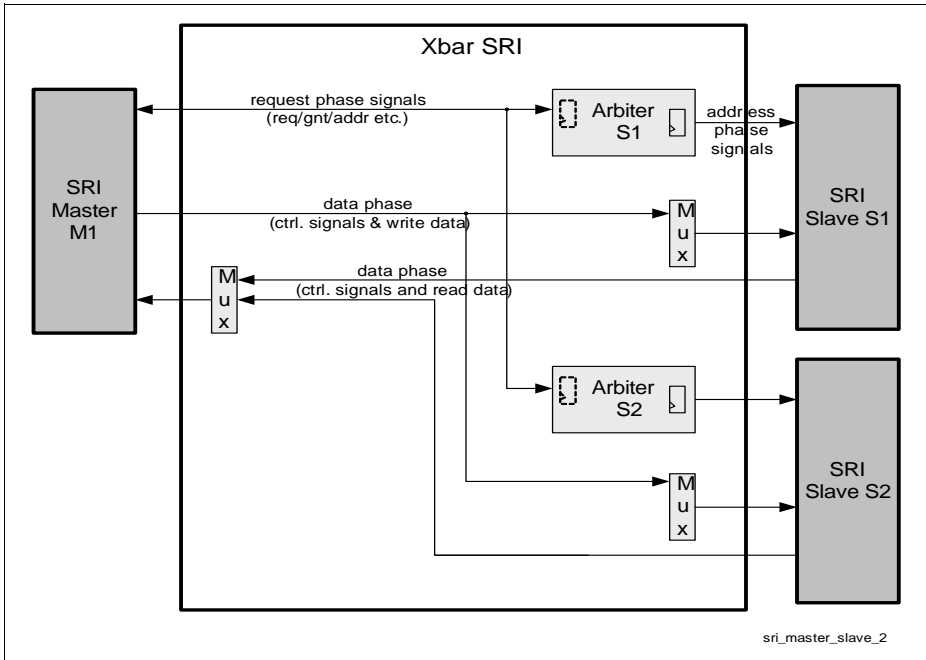 Xbar SRI
request phase signals
(req/gnt/addr etc.)
Arbiter
S1
address
phase
signals
SRI
Master
M1
data phase
(ctrl. signals & write data)
M
u
x
SRI
Slave S1
M
u
x
data phase
(ctrl. signals and read data)
Arbiter
S2
M
u
x
SRI
Slave S2
sri_master_slave_2